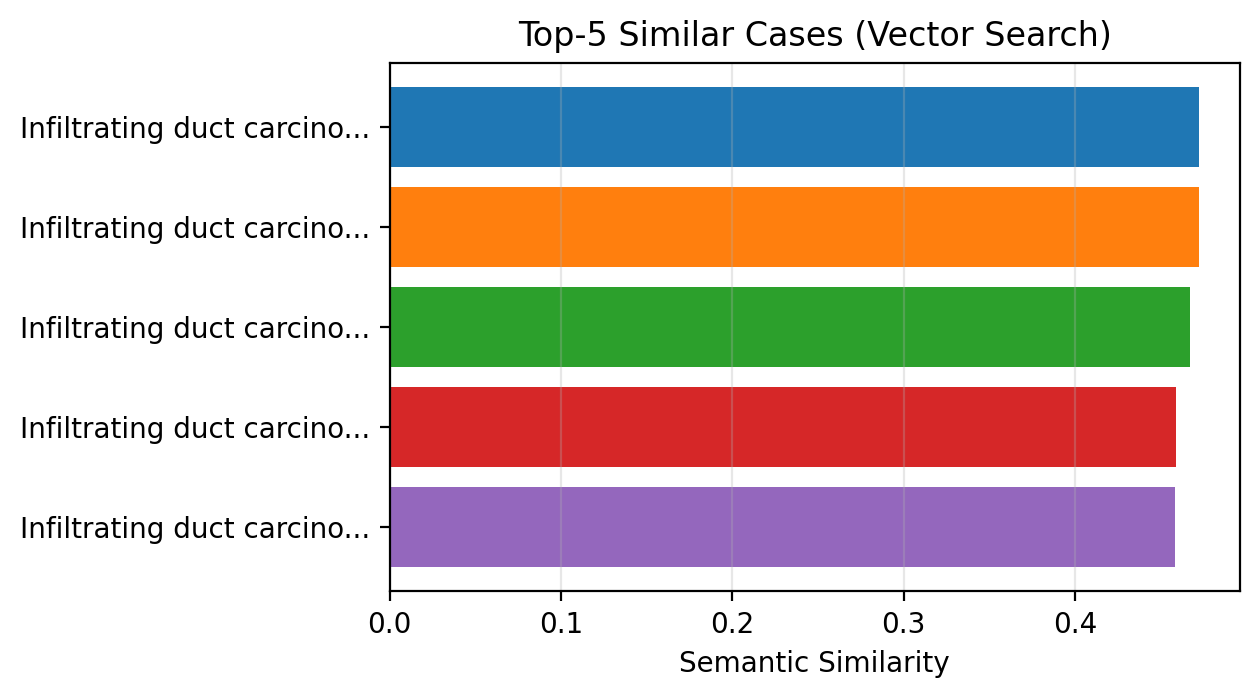 Top-5 Similar Cases (Vector Search)
Infiltrating duct carcino...
Infiltrating duct carcino...
Infiltrating duct carcino...
Infiltrating duct carcino...
Infiltrating duct carcino...
0.0 0.1 0.2 0.3 0.4
Semantic Similarity